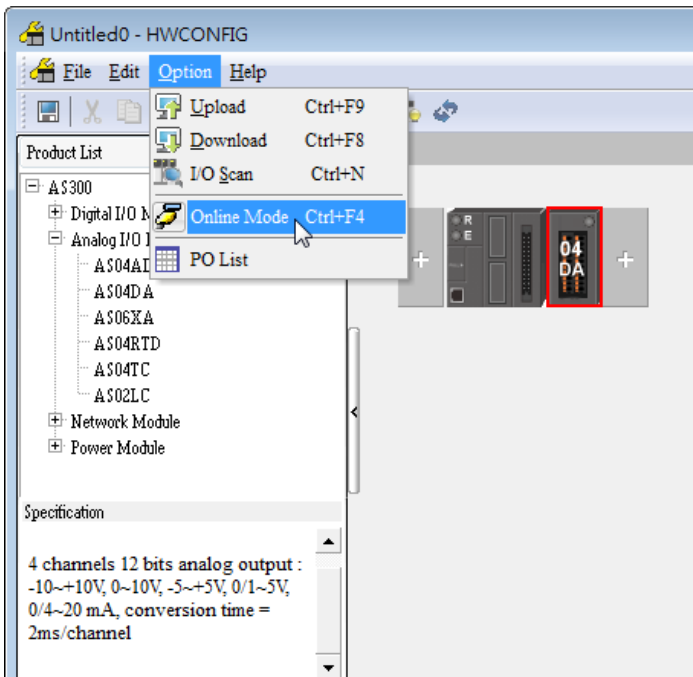 Untitled0 - HWCONFIG
File Edit Option Help
Upload Ctrl+F9
Download Ctrl+F8
I/O Scan Ctrl+N
Online Mode Ctrl+F4
PO List
Product List
AS300
Digital I/O
Analog I/O
AS04AD
AS04DA
AS06XA
AS04RTD
AS04TC
AS02LC
Network Module
Power Module
R
E
04
DA
Specification
4 channels 12 bits analog output :
-10~+10V, 0~10V, -5~+5V, 0/1~5V,
0/4~20 mA, conversion time =
2ms/channel